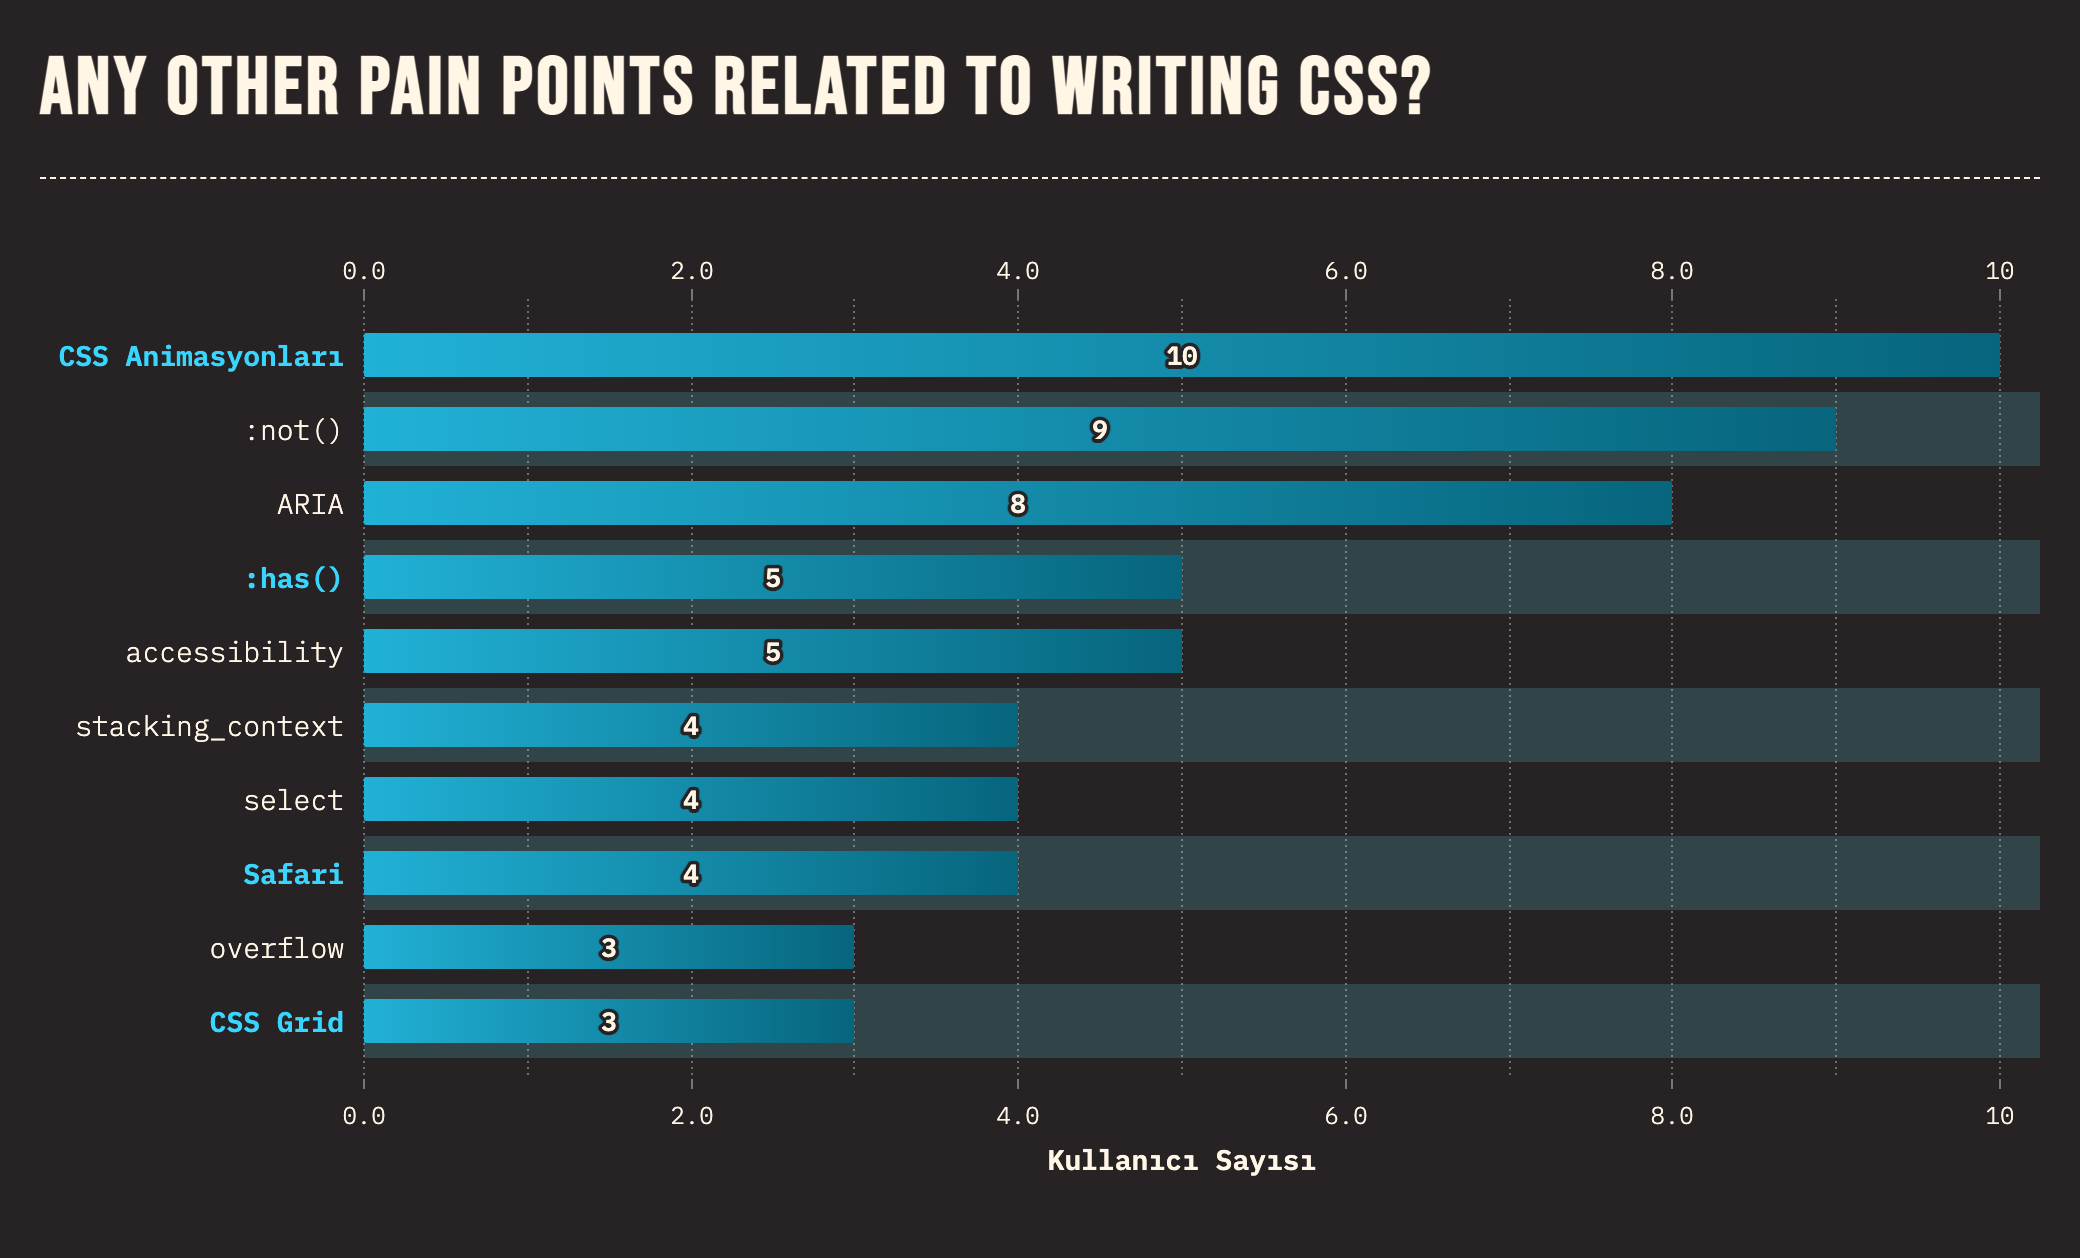 ANY OTHER PAIN POINTS RELATED TO WRITING CSS?
0.0 2.0 4.0 6.0 8.0 10
CSS Animasyonları 10
:not() 9
ARIA 8
:has() 5
accessibility 5
stacking_context 4
select 4
Safari 4
overflow 3
CSS Grid 3
0.0 2.0 4.0 6.0 8.0 10
Kullanıcı Sayısı